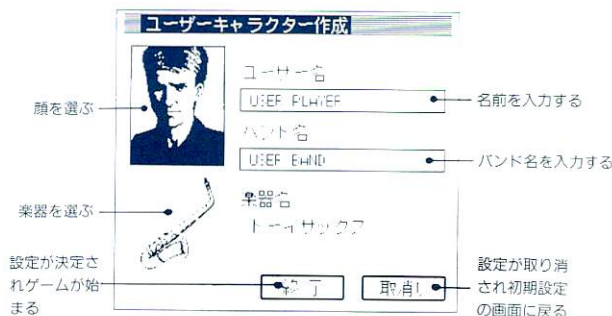 ユーザーキャラクター作成
顔を選ぶ
ユーザー名
USER PLAYER
名前を入力する
バンド名
USER BAND
バンド名を入力する
楽器を選ぶ
楽器名
設定が決定さ
れゲームが始
まる
終了
取消し
設定が取り消
され初期設定
の画面に戻る